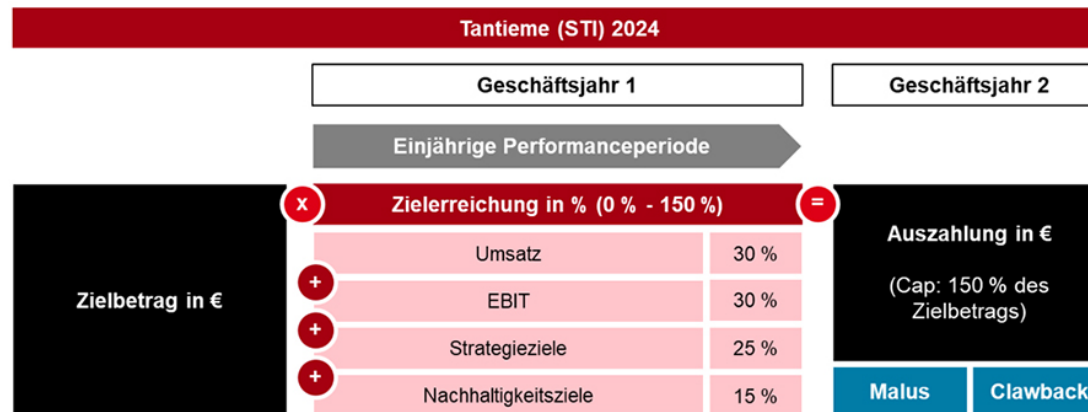 Tantieme (STI) 2024
Geschäftsjahr 1
Geschäftsjahr 2
Einjährige Performanceperiode
Zielbetrag in €
x
Zielerreichung in % (0 % - 150 %)
=
Umsatz 30 %
+
EBIT 30 %
+
Strategieziele 25 %
+
Nachhaltigkeitsziele 15 %
Auszahlung in €
(Cap: 150 % des
Zielbetrags)
Malus
Clawback